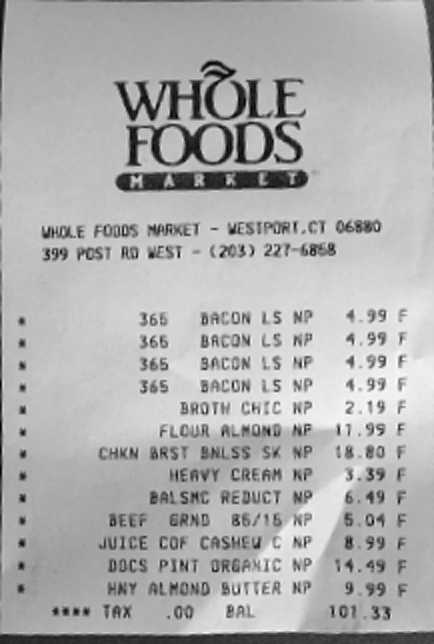 WHOLE
FOODS
MARKET
WHOLE FOODS MARKET - WESTPORT,CT 06880
399 POST RD WEST - (203) 227-6858
* 365 BACON LS NP 4.99 F
* 365 BACON LS NP 4.99 F
* 365 BACON LS NP 4.99 F
* 365 BACON LS NP 4.99 F
* BROTH CHIC NP 2.19 F
* FLOUR ALMOND NP 11.99 F
* CHKN BRST BNLSS SK NP 18.80 F
* HEAVY CREAM NP 3.39 F
* BALSMC REDUCT NP 6.49 F
* BEEF GRND 85/15 NP 5.04 F
* JUICE COF CASHEW C NP 8.99 F
* DOCS PINT ORGANIC NP 14.49 F
* HNY ALMOND BUTTER NP 9.99 F
**** TAX .00 BAL 101.33